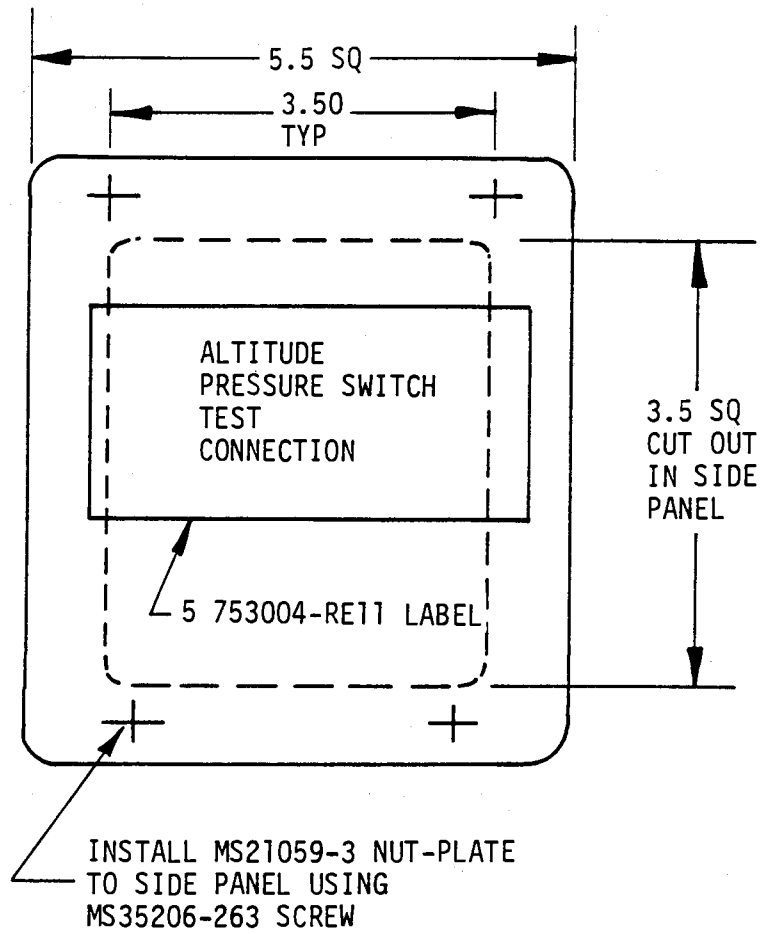 5.5 SQ
3.50
TYP
ALTITUDE
PRESSURE SWITCH
TEST
CONNECTION
3.5 SQ
CUT OUT
IN SIDE
PANEL
5 753004-RE11 LABEL
INSTALL MS21059-3 NUT-PLATE
TO SIDE PANEL USING
MS35206-263 SCREW